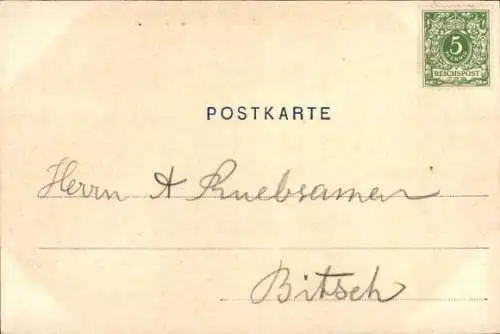 5
REICHSPOST
POSTKARTE
Herrn A Ruebsamen
Bitsch